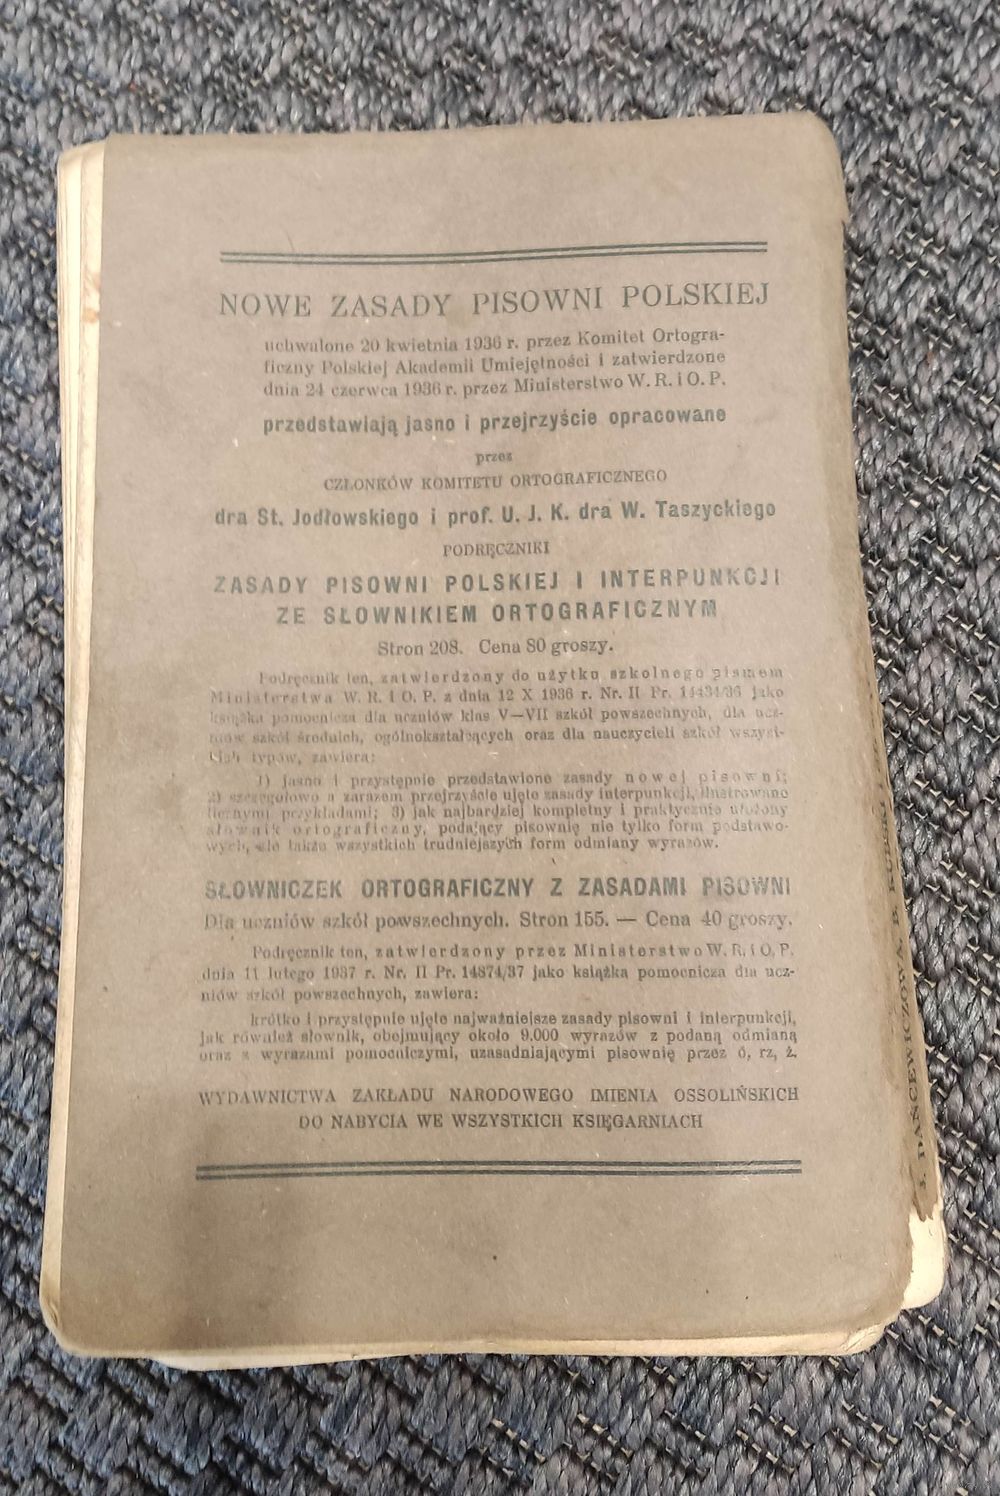 NOWE ZASADY PISOWNI POLSKIEJ
uchwalone 20 kwietnia 1936 r. przez Komitet Ortogra-
ficzny Polskiej Akademii Umiejętności i zatwierdzone
dnia 24 czerwca 1936 r. przez Ministerstwo W. R. i O. P.
przedstawiają jasno i przejrzyście opracowane
przez
CZŁONKÓW KOMITETU ORTOGRAFICZNEGO
dra St. Jodłowskiego i prof. U. J. K. dra W. Taszyckiego
PODRĘCZNIKI
ZASADY PISOWNI POLSKIEJ I INTERPUNKCJI
ZE SŁOWNIKIEM ORTOGRAFICZNYM
Stron 208. Cena 80 groszy.
Podręcznik ten, zatwierdzony do użytku szkolnego pismem
Ministerstwa W. R. i O. P. z dnia 12 X 1936 r. Nr. II Pr. 14434/36 jako
książka pomocnicza dla uczniów klas V—VII szkół powszechnych, dla ucz-
niów szkół średnich, ogólnokształcących oraz dla nauczycieli szkół wszyst-
kich typów, zawiera:
1) jasno i przystępnie przedstawione zasady nowej pisowni;
2) szczegółowo a zarazem przejrzyście ujęte zasady interpunkcji, ilustrowane
licznymi przykładami; 3) jak najbardziej kompletny i praktycznie ułożony
słownik ortograficzny, podający pisownię nie tylko form podstawo-
wych, ale także wszystkich trudniejszych form odmiany wyrazów.
SŁOWNICZEK ORTOGRAFICZNY Z ZASADAMI PISOWNI
Dla uczniów szkół powszechnych. Stron 155. — Cena 40 groszy.
Podręcznik ten, zatwierdzony przez Ministerstwo W. R. i O. P.
dnia 11 lutego 1937 r. Nr. II Pr. 14874/37 jako książka pomocnicza dla ucz-
niów szkół powszechnych, zawiera:
krótko i przystępnie ujęte najważniejsze zasady pisowni i interpunkcji,
jak również słownik, obejmujący około 9.000 wyrazów z podaną odmianą
oraz z wyrazami pomocniczymi, uzasadniającymi pisownię przez ó, rz, ż.
WYDAWNICTWA ZAKŁADU NARODOWEGO IMIENIA OSSOLIŃSKICH
DO NABYCIA WE WSZYSTKICH KSIĘGARNIACH
J. DAŃCEWICZOWA, B. KUBSKI